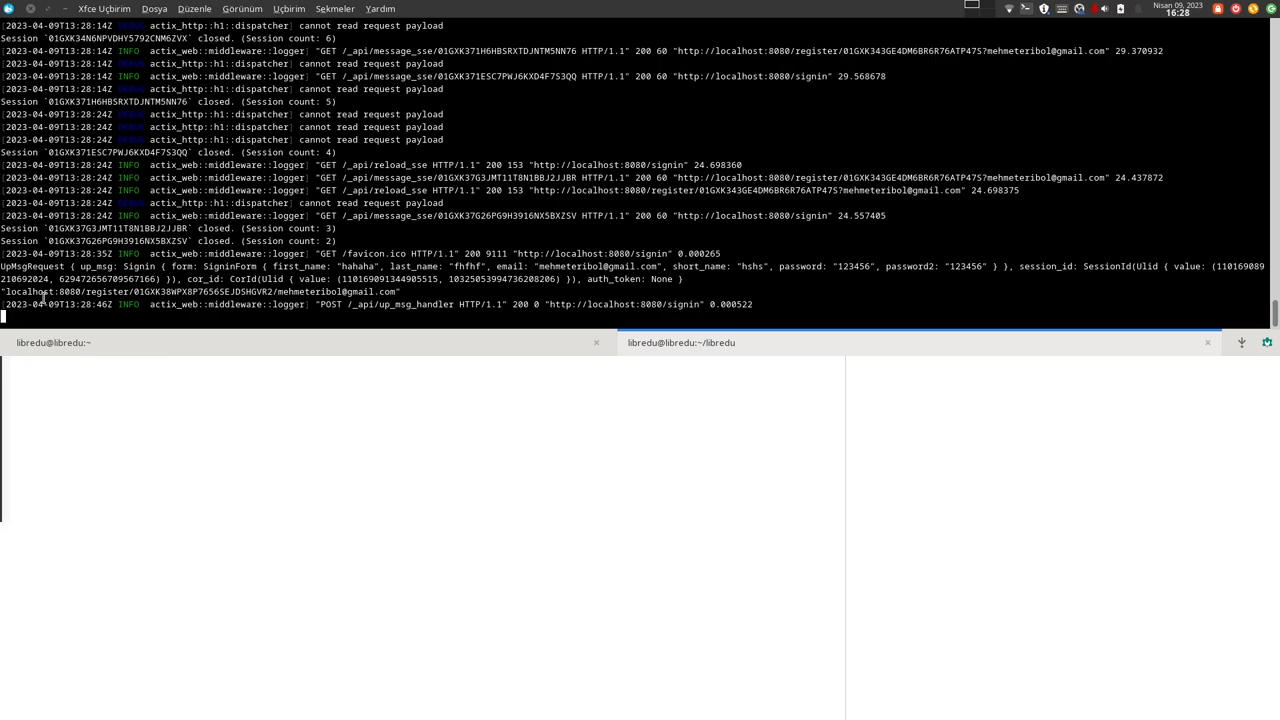 Xfce Uçbirim Dosya Düzenle Görünüm Uçbirim Sekmeler Yardım
Nisan 09, 2023
16:28
[2023-04-09T13:28:14Z DEBUG actix_http::h1::dispatcher] cannot read request payload
Session `01GXK34N6NPVDHY5792CNM6ZVX` closed. (Session count: 6)
[2023-04-09T13:28:14Z INFO  actix_web::middleware::logger] "GET /_api/message_sse/01GXK371H6HBSRXTDJNTM5NN76 HTTP/1.1" 200 60 "http://localhost:8080/register/01GXK343GE4DM6BR6R76ATP47S?mehmeteribol@gmail.com" 29.370932
[2023-04-09T13:28:14Z DEBUG actix_http::h1::dispatcher] cannot read request payload
[2023-04-09T13:28:14Z INFO  actix_web::middleware::logger] "GET /_api/message_sse/01GXK371ESC7PWJ6KXD4F7S3QQ HTTP/1.1" 200 60 "http://localhost:8080/signin" 29.568678
[2023-04-09T13:28:14Z DEBUG actix_http::h1::dispatcher] cannot read request payload
Session `01GXK371H6HBSRXTDJNTM5NN76` closed. (Session count: 5)
[2023-04-09T13:28:24Z DEBUG actix_http::h1::dispatcher] cannot read request payload
[2023-04-09T13:28:24Z DEBUG actix_http::h1::dispatcher] cannot read request payload
[2023-04-09T13:28:24Z DEBUG actix_http::h1::dispatcher] cannot read request payload
Session `01GXK371ESC7PWJ6KXD4F7S3QQ` closed. (Session count: 4)
[2023-04-09T13:28:24Z INFO  actix_web::middleware::logger] "GET /_api/reload_sse HTTP/1.1" 200 153 "http://localhost:8080/signin" 24.698360
[2023-04-09T13:28:24Z INFO  actix_web::middleware::logger] "GET /_api/message_sse/01GXK37G3JMT11T8N1BBJ2JJBR HTTP/1.1" 200 60 "http://localhost:8080/register/01GXK343GE4DM6BR6R76ATP47S?mehmeteribol@gmail.com" 24.437872
[2023-04-09T13:28:24Z INFO  actix_web::middleware::logger] "GET /_api/reload_sse HTTP/1.1" 200 153 "http://localhost:8080/register/01GXK343GE4DM6BR6R76ATP47S?mehmeteribol@gmail.com" 24.698375
[2023-04-09T13:28:24Z DEBUG actix_http::h1::dispatcher] cannot read request payload
[2023-04-09T13:28:24Z INFO  actix_web::middleware::logger] "GET /_api/message_sse/01GXK37G26PG9H3916NX5BXZSV HTTP/1.1" 200 60 "http://localhost:8080/signin" 24.557405
Session `01GXK37G3JMT11T8N1BBJ2JJBR` closed. (Session count: 3)
Session `01GXK37G26PG9H3916NX5BXZSV` closed. (Session count: 2)
[2023-04-09T13:28:35Z INFO  actix_web::middleware::logger] "GET /favicon.ico HTTP/1.1" 200 9111 "http://localhost:8080/signin" 0.000265
UpMsgRequest { up_msg: Signin { form: SigninForm { first_name: "hahaha", last_name: "fhfhf", email: "mehmeteribol@gmail.com", short_name: "hshs", password: "123456", password2: "123456" } }, session_id: SessionId(Ulid { value: (110169089
210692024, 629472656709567166) }), cor_id: CorId(Ulid { value: (110169091344905515, 10325053994736208206) }), auth_token: None }
"localhost:8080/register/01GXK38WPX8P7656SEJDSHGVR2/mehmeteribol@gmail.com"
[2023-04-09T13:28:46Z INFO  actix_web::middleware::logger] "POST /_api/up_msg_handler HTTP/1.1" 200 0 "http://localhost:8080/signin" 0.000522
libredu@libredu:~
libredu@libredu:~/libredu